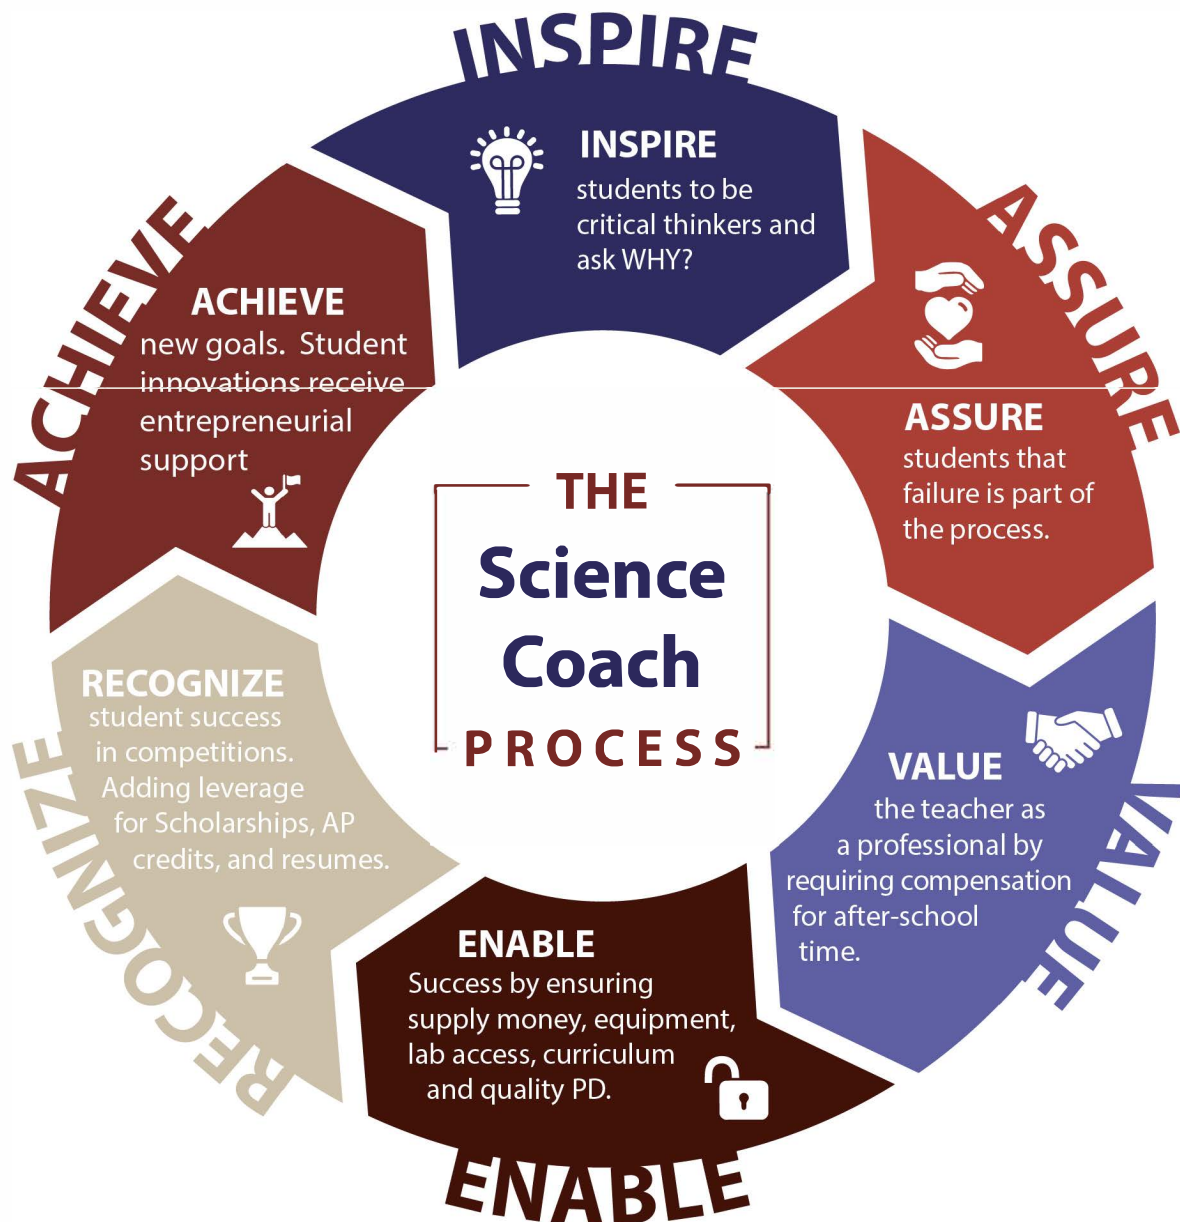 INSPIRE
INSPIRE
students to be
critical thinkers and
ask WHY?
ASSURE
ASSURE
students that
failure is part of
the process.
VALUE
VALUE
the teacher as
a professional by
requiring compensation
for after-school
time.
ENABLE
ENABLE
Success by ensuring
supply money, equipment,
lab access, curriculum
and quality PD.
RECOGNIZE
RECOGNIZE
student success
in competitions.
Adding leverage
for Scholarships, AP
credits, and resumes.
ACHIEVE
ACHIEVE
new goals. Student
innovations receive
entrepreneurial
support
THE
Science
Coach
PROCESS